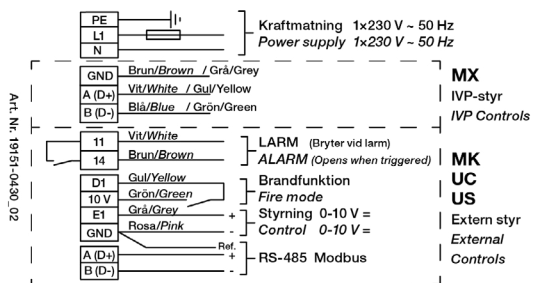 PE
L1
N
Kraftmatning 1×230 V ~ 50 Hz
Power supply 1×230 V ~ 50 Hz
GND Brun/Brown / Grå/Grey
A (D+) Vit/White / Gul/Yellow
B (D-) Blå/Blue / Grön/Green
MX
IVP-styr
IVP Controls
11 Vit/White
14 Brun/Brown
LARM (Bryter vid larm)
ALARM (Opens when triggered)
D1 Gul/Yellow
10 V Grön/Green
Brandfunktion
Fire mode
E1 Grå/Grey +
GND Rosa/Pink -
Styrning 0-10 V =
Control 0-10 V =
Ref.
A (D+) +
B (D-) -
RS-485 Modbus
MK
UC
US
Extern styr
External
Controls
Art. Nr. 19151-0430_02